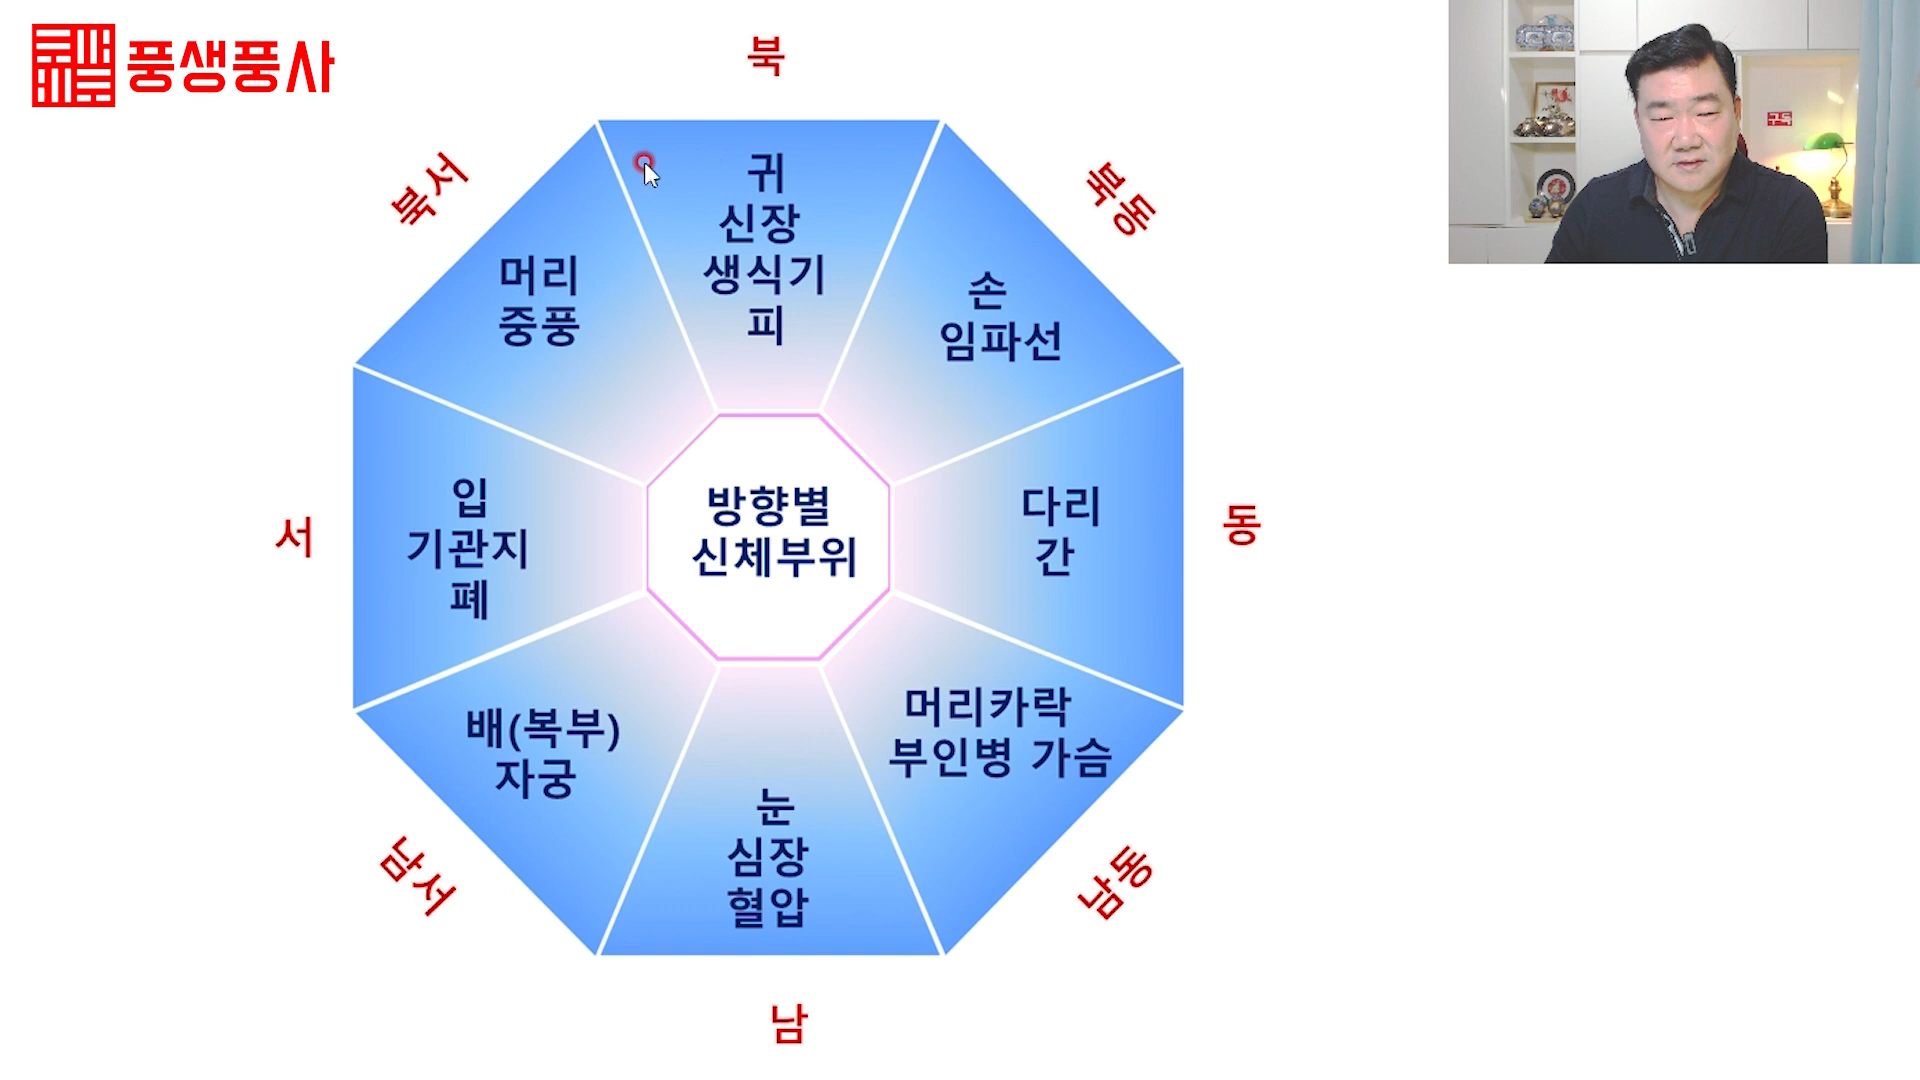 풍생풍사
북
북서
북동
귀
신장
생식기
피
머리
중풍
손
임파선
구독
서
입
기관지
폐
방향별
신체부위
다리
간
동
배(복부)
자궁
머리카락
부인병 가슴
눈
심장
혈압
남서
남동
남